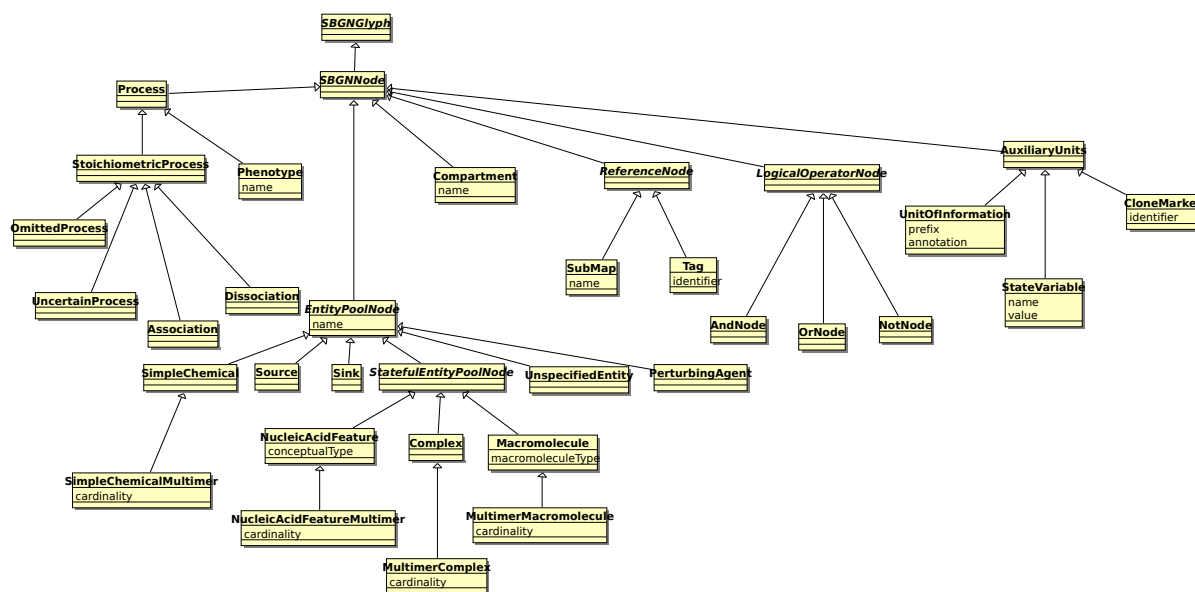 SBGNGlyph
SBGNNode
Process
AuxiliaryUnits
StoichiometricProcess
Phenotype
name
Compartment
name
ReferenceNode
LogicalOperatorNode
CloneMarke
identifier
UnitOfInformation
prefix
annotation
OmittedProcess
SubMap
name
Tag
identifier
StateVariable
name
value
UncertainProcess
Dissociation
Association
EntityPoolNode
name
AndNode
OrNode
NotNode
SimpleChemical
Source
Sink
StatefulEntityPoolNode
UnspecifiedEntity
PerturbingAgent
NucleicAcidFeature
conceptualType
Complex
Macromolecule
macromoleculeType
SimpleChemicalMultimer
cardinality
NucleicAcidFeatureMultimer
cardinality
MultimerMacromolecule
cardinality
MultimerComplex
cardinality